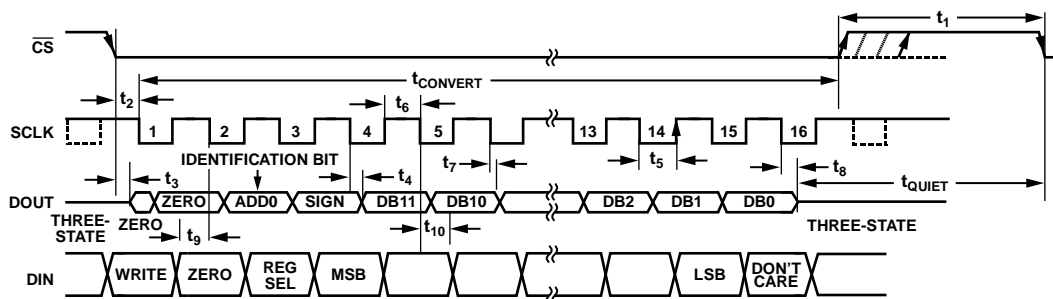 t1
CS
tCONVERT
t2
t6
SCLK
1 2 3 4 5 13 14 15 16
IDENTIFICATION BIT
t3
t4
t7
t5
t8
tQUIET
DOUT
ZERO ADD0 SIGN DB11 DB10 DB2 DB1 DB0
THREE-
STATE
ZERO
THREE-STATE
t9
t10
DIN
WRITE ZERO REG
SEL MSB LSB DON'T
CARE